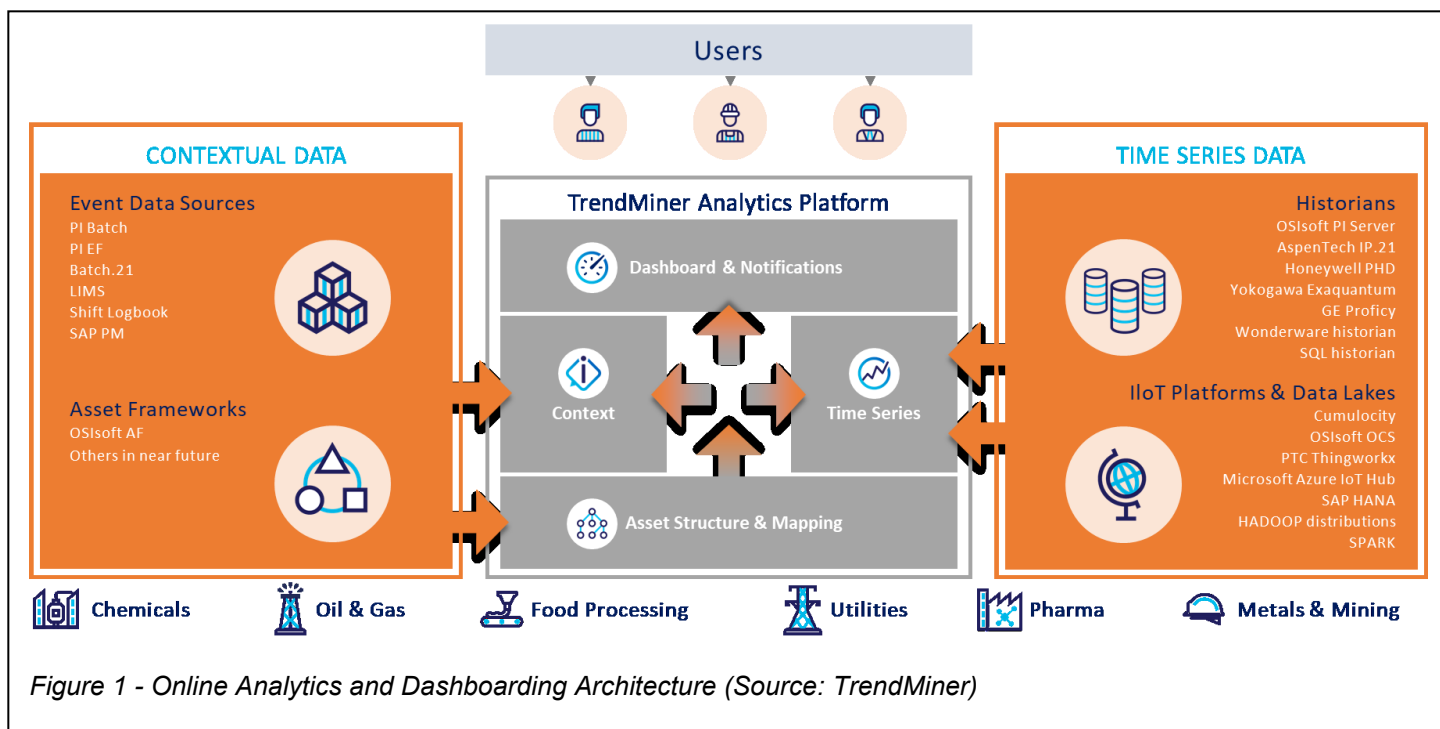 Users
CONTEXTUAL DATA
Event Data Sources
PI Batch
PI EF
Batch.21
LIMS
Shift Logbook
SAP PM
Asset Frameworks
OSIsoft AF
Others in near future
TrendMiner Analytics Platform
Dashboard & Notifications
Context
Time Series
Asset Structure & Mapping
TIME SERIES DATA
Historians
OSIsoft PI Server
AspenTech IP.21
Honeywell PHD
Yokogawa Exaquantum
GE Proficy
Wonderware historian
SQL historian
IIoT Platforms & Data Lakes
Cumulocity
OSIsoft OCS
PTC Thingworkx
Microsoft Azure IoT Hub
SAP HANA
HADOOP distributions
SPARK
Chemicals
Oil & Gas
Food Processing
Utilities
Pharma
Metals & Mining
Figure 1 - Online Analytics and Dashboarding Architecture (Source: TrendMiner)